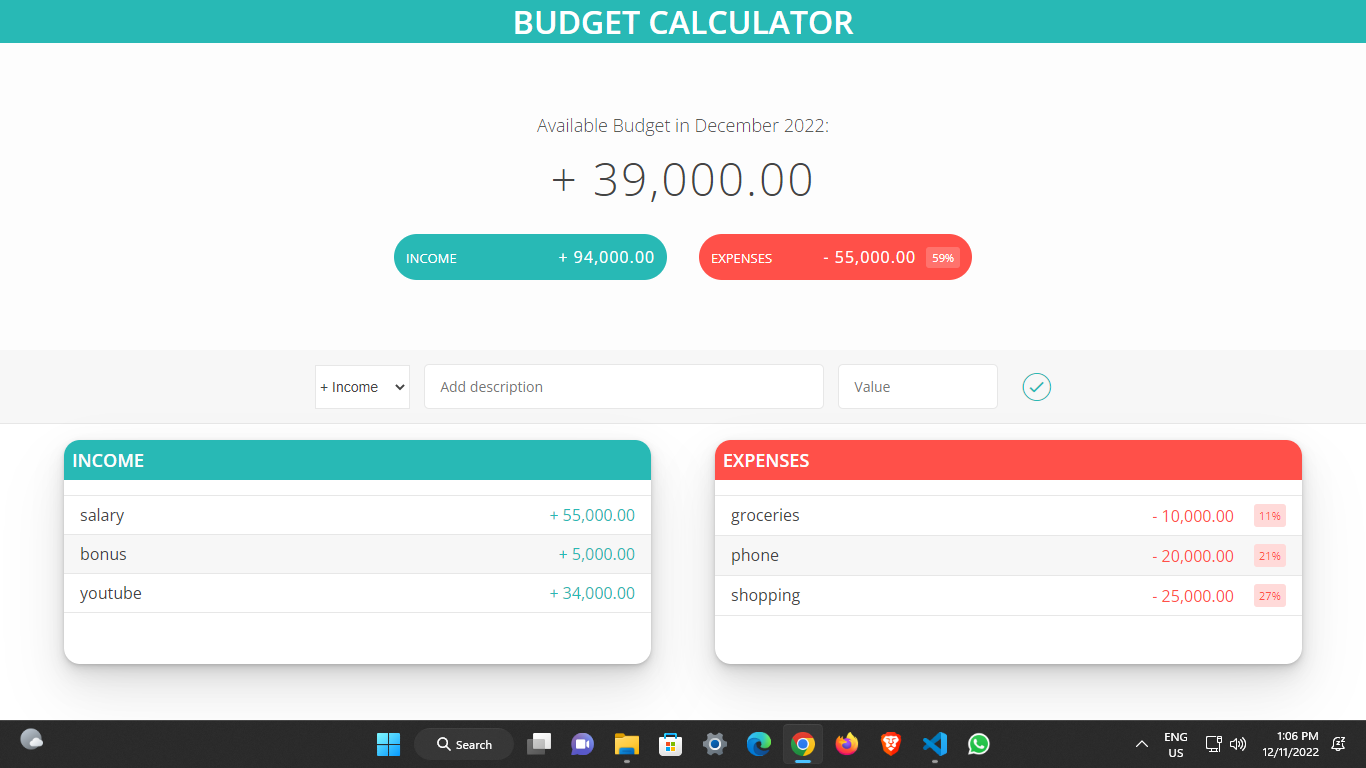 BUDGET CALCULATOR
Available Budget in December 2022:
+ 39,000.00
INCOME + 94,000.00
EXPENSES - 55,000.00 59%
+ Income
Add description
Value
INCOME
salary + 55,000.00
bonus + 5,000.00
youtube + 34,000.00
EXPENSES
groceries - 10,000.00 11%
phone - 20,000.00 21%
shopping - 25,000.00 27%
Search
ENG
US
1:06 PM
12/11/2022